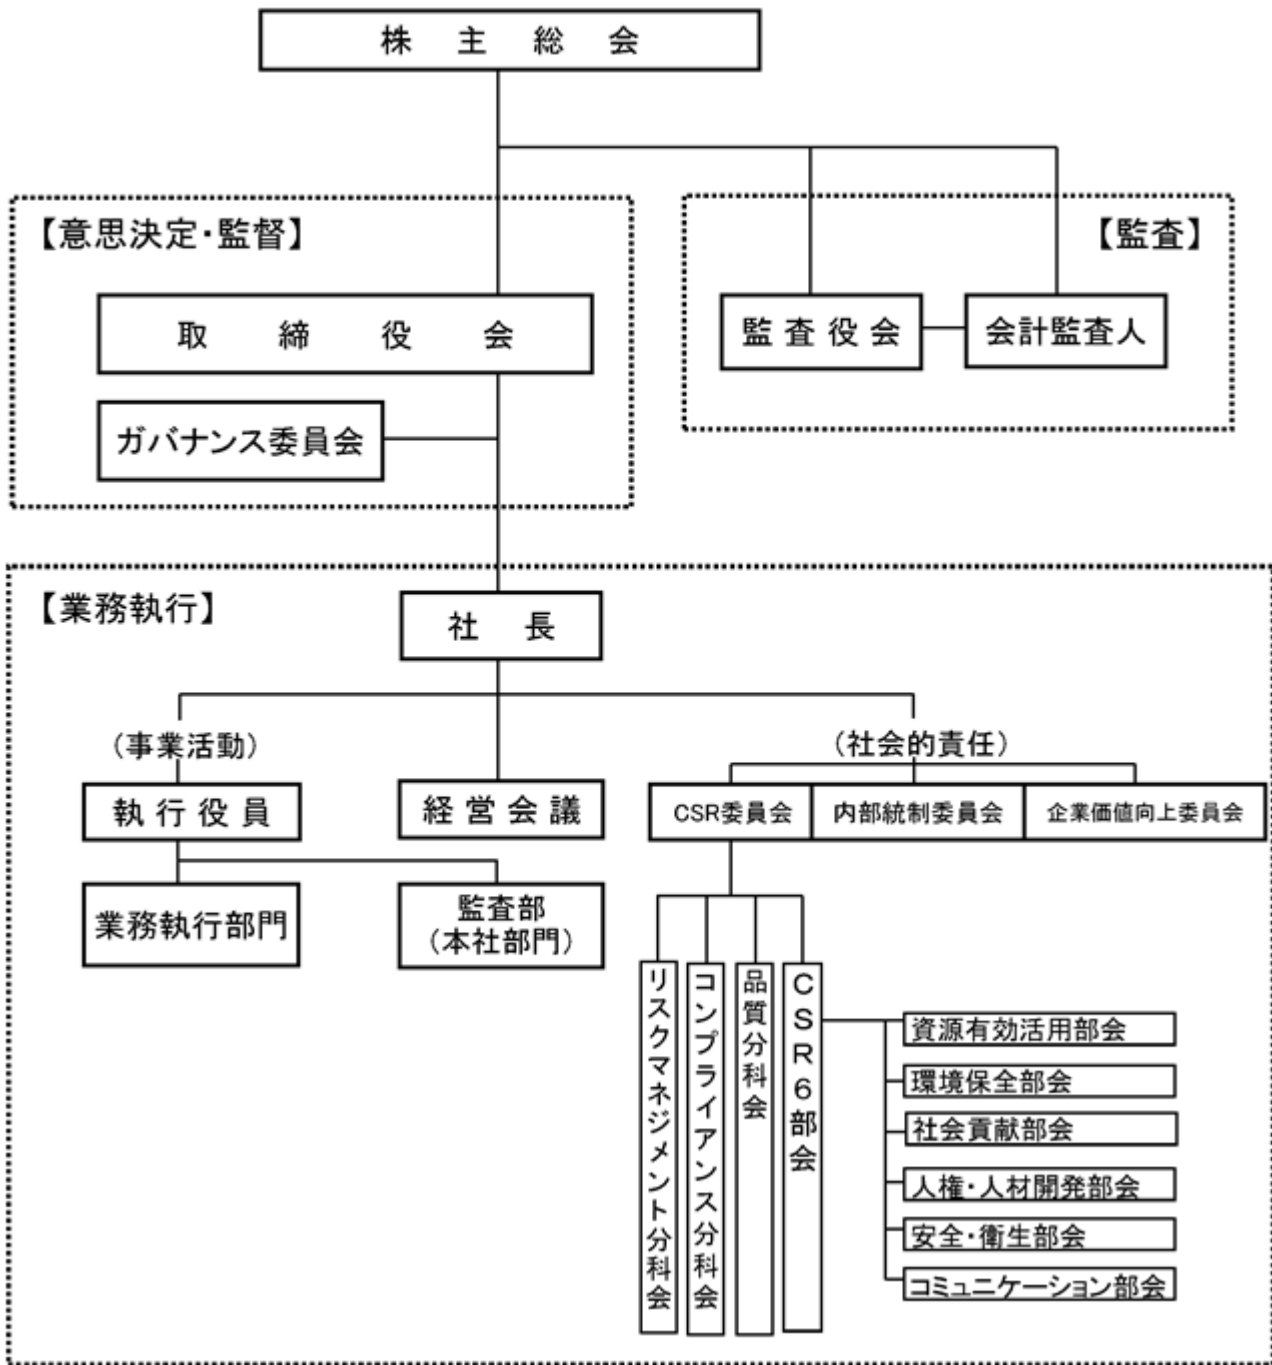 株主総会
【意思決定・監督】
【監査】
取締役会
監査役会
会計監査人
ガバナンス委員会
【業務執行】
社長
(事業活動)
(社会的責任)
執行役員
経営会議
CSR委員会
内部統制委員会
企業価値向上委員会
業務執行部門
監査部
(本社部門)
リスクマネジメント分科会
コンプライアンス分科会
品質分科会
CSR6部会
資源有効活用部会
環境保全部会
社会貢献部会
人権・人材開発部会
安全・衛生部会
コミュニケーション部会